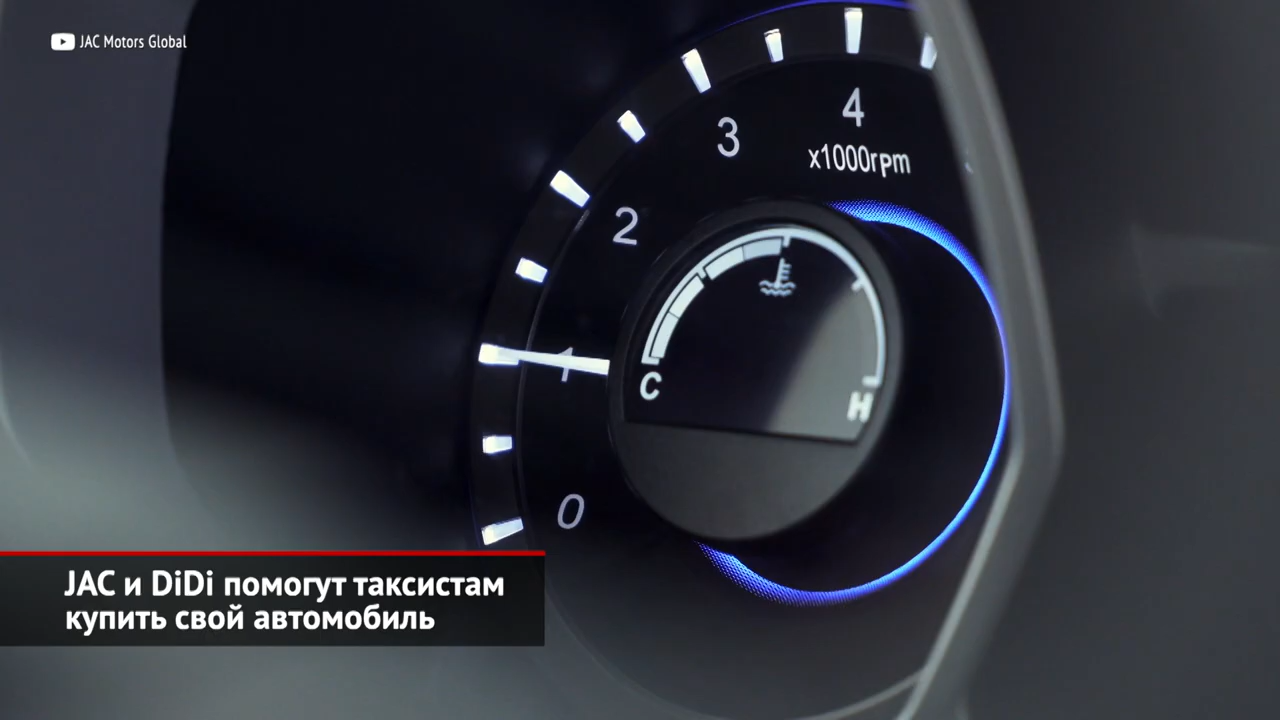 JAC Motors Global
4
3
x1000rpm
2
1
C
H
0
JAC и DiDi помогут таксистам
купить свой автомобиль